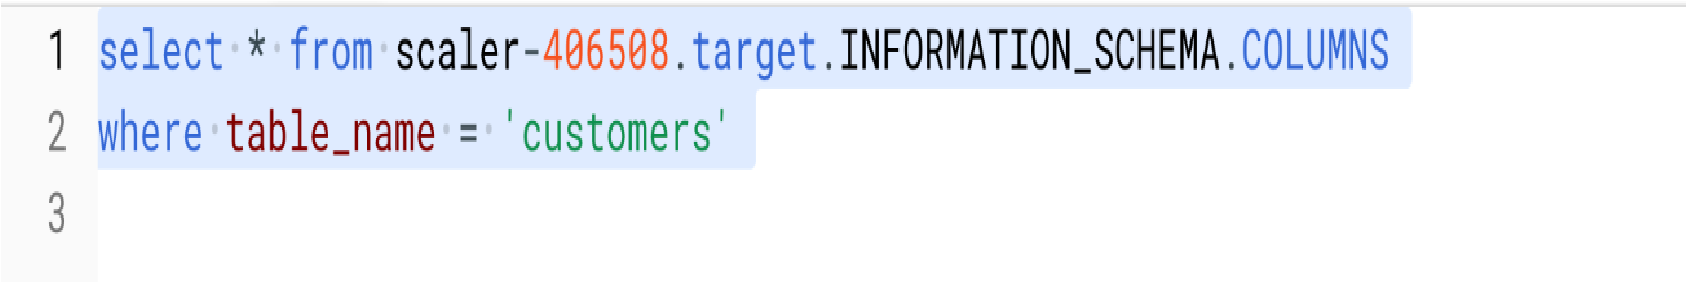 1 select * from scaler-406508.target.INFORMATION_SCHEMA.COLUMNS
2 where table_name = 'customers'
3